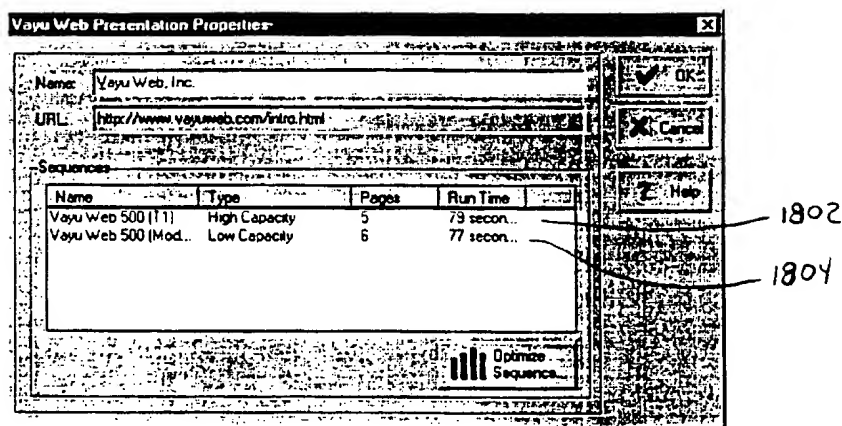 Vayu Web Presentation Properties
Name: Vayu Web, Inc.
OK
URL: http://www.vayuweb.com/intro.html
Cancel
Sequences
Help
Name Type Pages Run Time
Vayu Web 500 (T1) High Capacity 5 79 secon...
1802
Vayu Web 500 (Mod... Low Capacity 6 77 secon...
1804
Optimize
Sequence...